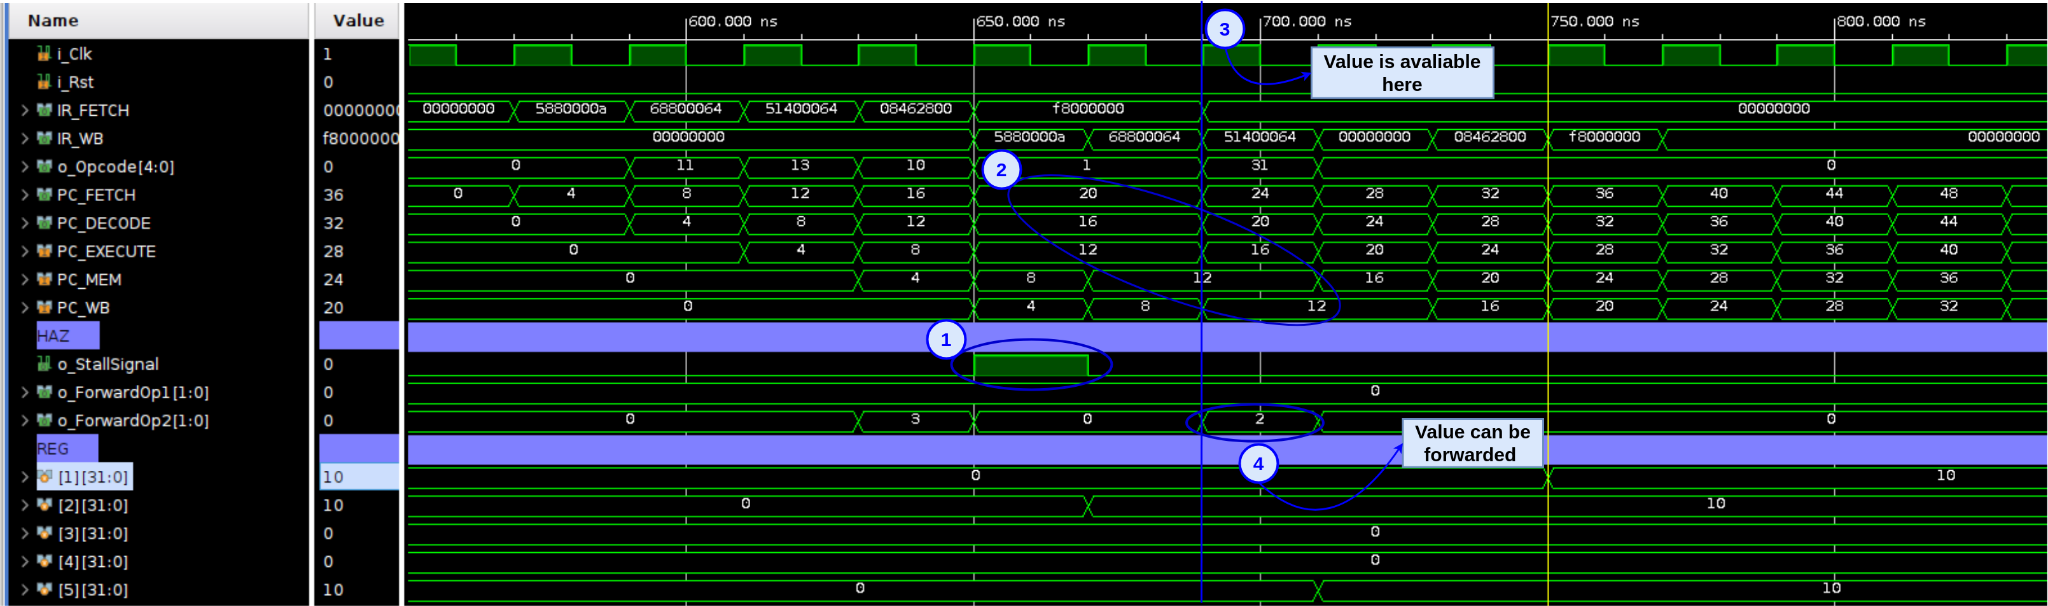 Name Value 600.000 ns 650.000 ns 700.000 ns 750.000 ns 800.000 ns
3
i_Clk 1
Value is avaliable
here
i_Rst 0
IR_FETCH 00000000 00000000 5880000a 68800064 51400064 08462800 f8000000 00000000
IR_WB f8000000 00000000 5880000a 68800064 51400064 00000000 08462800 f8000000 00000000
o_Opcode[4:0] 0 0 11 13 10 1 31 0
2
PC_FETCH 36 0 4 8 12 16 20 24 28 32 36 40 44 48
PC_DECODE 32 0 4 8 12 16 20 24 28 32 36 40 44
PC_EXECUTE 28 0 4 8 12 16 20 24 28 32 36 40
PC_MEM 24 0 4 8 12 16 20 24 28 32 36
PC_WB 20 0 4 8 12 16 20 24 28 32
HAZ
1
o_StallSignal 0
o_ForwardOp1[1:0] 0 0
o_ForwardOp2[1:0] 0 0 3 0 2 0
Value can be
forwarded
REG
4
[1][31:0] 10 0 10
[2][31:0] 10 0 10
[3][31:0] 0 0
[4][31:0] 0 0
[5][31:0] 10 0 10